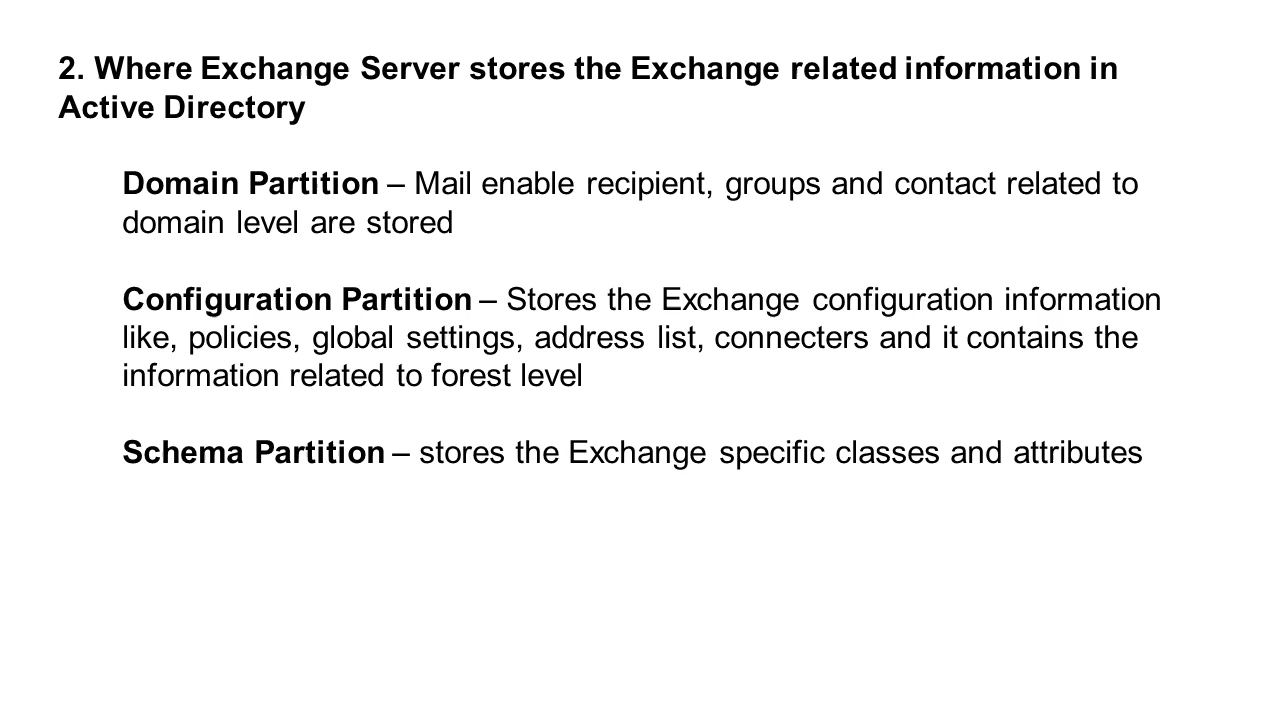 2. Where Exchange Server stores the Exchange related information in
Active Directory
Domain Partition – Mail enable recipient, groups and contact related to
domain level are stored
Configuration Partition – Stores the Exchange configuration information
like, policies, global settings, address list, connecters and it contains the
information related to forest level
Schema Partition – stores the Exchange specific classes and attributes